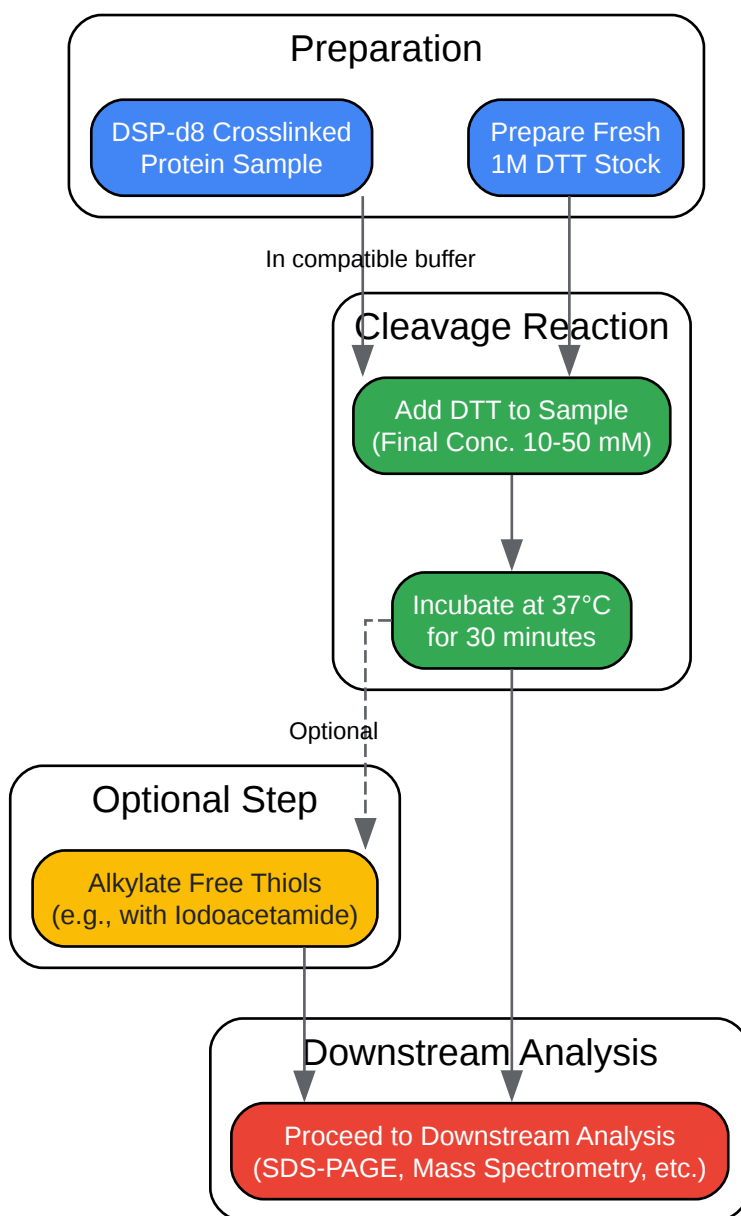 Preparation
DSP-d8 Crosslinked
Protein Sample
Prepare Fresh
1M DTT Stock
In compatible buffer
Cleavage Reaction
Add DTT to Sample
(Final Conc. 10-50 mM)
Incubate at 37°C
for 30 minutes
Optional
Optional Step
Alkylate Free Thiols
(e.g., with Iodoacetamide)
Downstream Analysis
Proceed to Downstream Analysis
(SDS-PAGE, Mass Spectrometry, etc.)